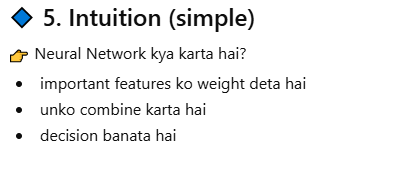 🔷 5. Intuition (simple)
👉 Neural Network kya karta hai?
• important features ko weight deta hai
• unko combine karta hai
• decision banata hai